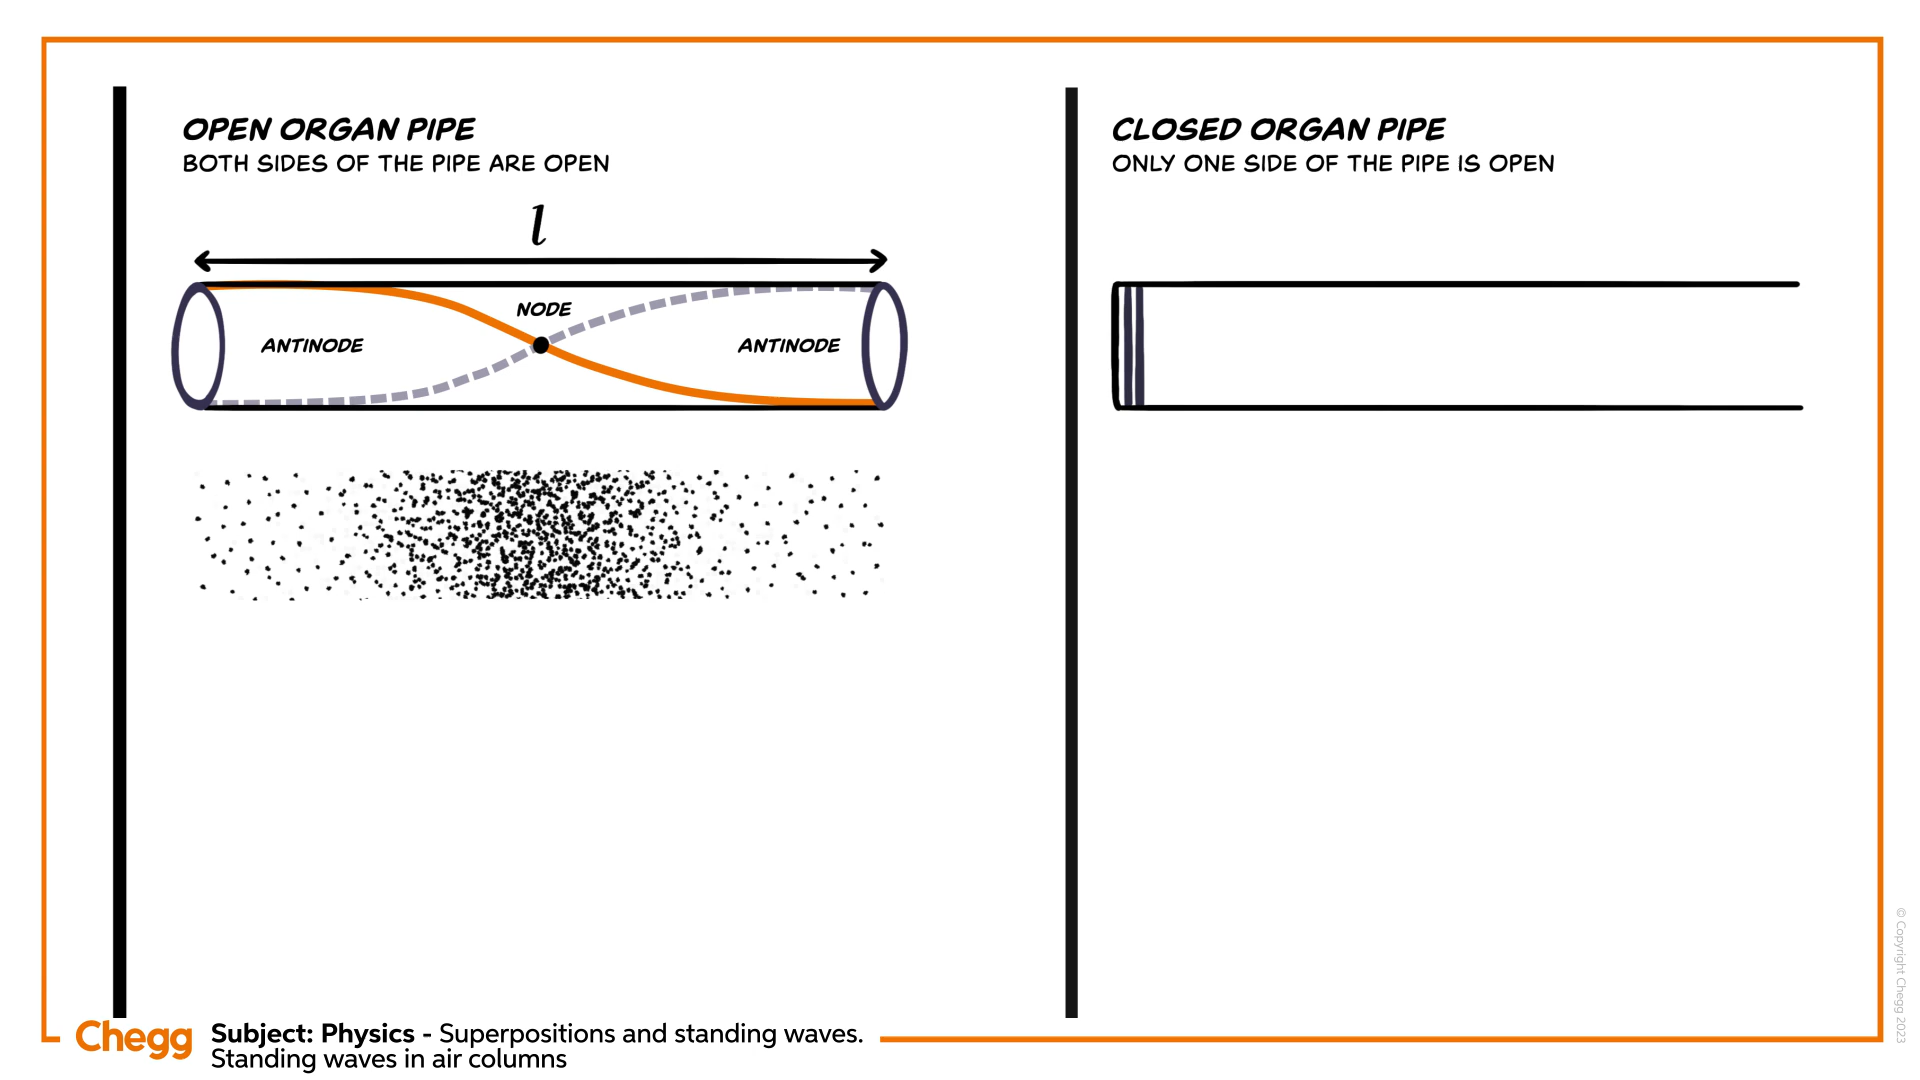 OPEN ORGAN PIPE
BOTH SIDES OF THE PIPE ARE OPEN
l
NODE
ANTINODE
ANTINODE
CLOSED ORGAN PIPE
ONLY ONE SIDE OF THE PIPE IS OPEN
Chegg
Subject: Physics - Superpositions and standing waves.
Standing waves in air columns
© Copyright Chegg 2023